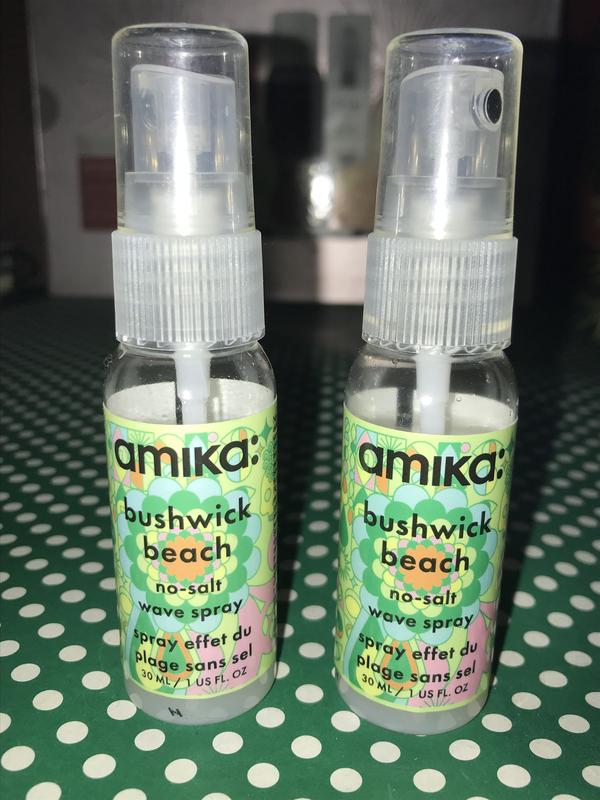 amika:
bushwick
beach
no-salt
wave spray
spray effet du
plage sans sel
30 ML / 1 US FL. OZ
amika:
bushwick
beach
no-salt
wave spray
spray effet du
plage sans sel
30 ML / 1 US FL. OZ